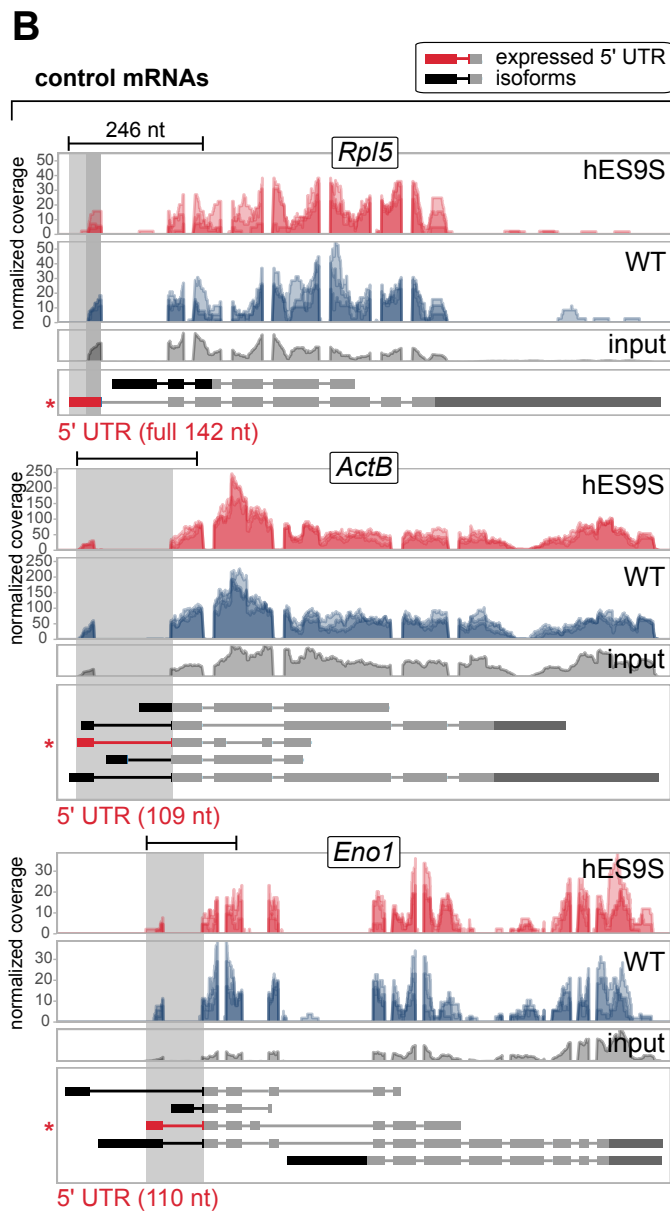 B
expressed 5' UTR
isoforms
control mRNAs
246 nt
Rpl5
hES9S
normalized coverage
50
40
30
20
10
0
WT
50
40
30
20
10
0
input
*
5' UTR (full 142 nt)
ActB
hES9S
normalized coverage
250
200
150
100
50
0
WT
250
200
150
100
50
0
input
*
5' UTR (109 nt)
Eno1
hES9S
normalized coverage
30
20
10
0
WT
30
20
10
0
input
*
5' UTR (110 nt)